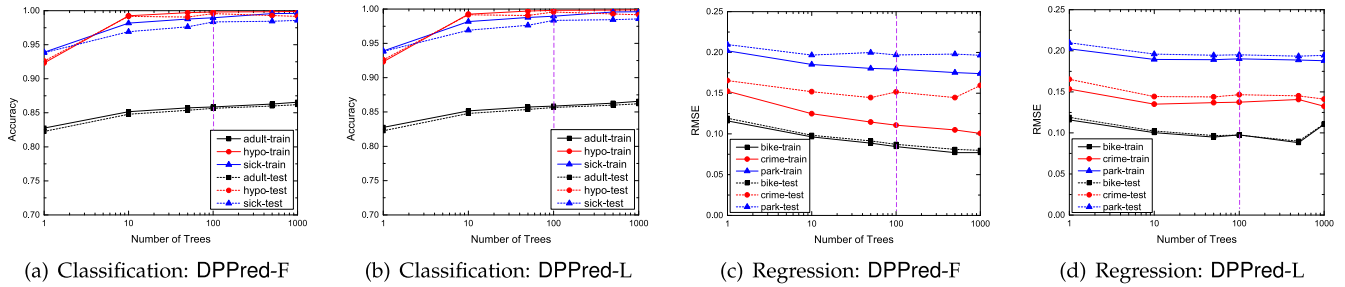 1.00
0.95
0.90
0.85
0.80
0.75
0.70
Accuracy
1 10 100 1000
Number of Trees
adult-train
hypo-train
sick-train
adult-test
hypo-test
sick-test
(a) Classification: DPPred-F
1.00
0.95
0.90
0.85
0.80
0.75
0.70
Accuracy
1 10 100 1000
Number of Trees
adult-train
hypo-train
sick-train
adult-test
hypo-test
sick-test
(b) Classification: DPPred-L
0.25
0.20
0.15
0.10
0.05
0.00
RMSE
1 10 100 1000
Number of Trees
bike-train
crime-train
park-train
bike-test
crime-test
park-test
(c) Regression: DPPred-F
0.25
0.20
0.15
0.10
0.05
0.00
RMSE
1 10 100 1000
Number of Trees
bike-train
crime-train
park-train
bike-test
crime-test
park-test
(d) Regression: DPPred-L